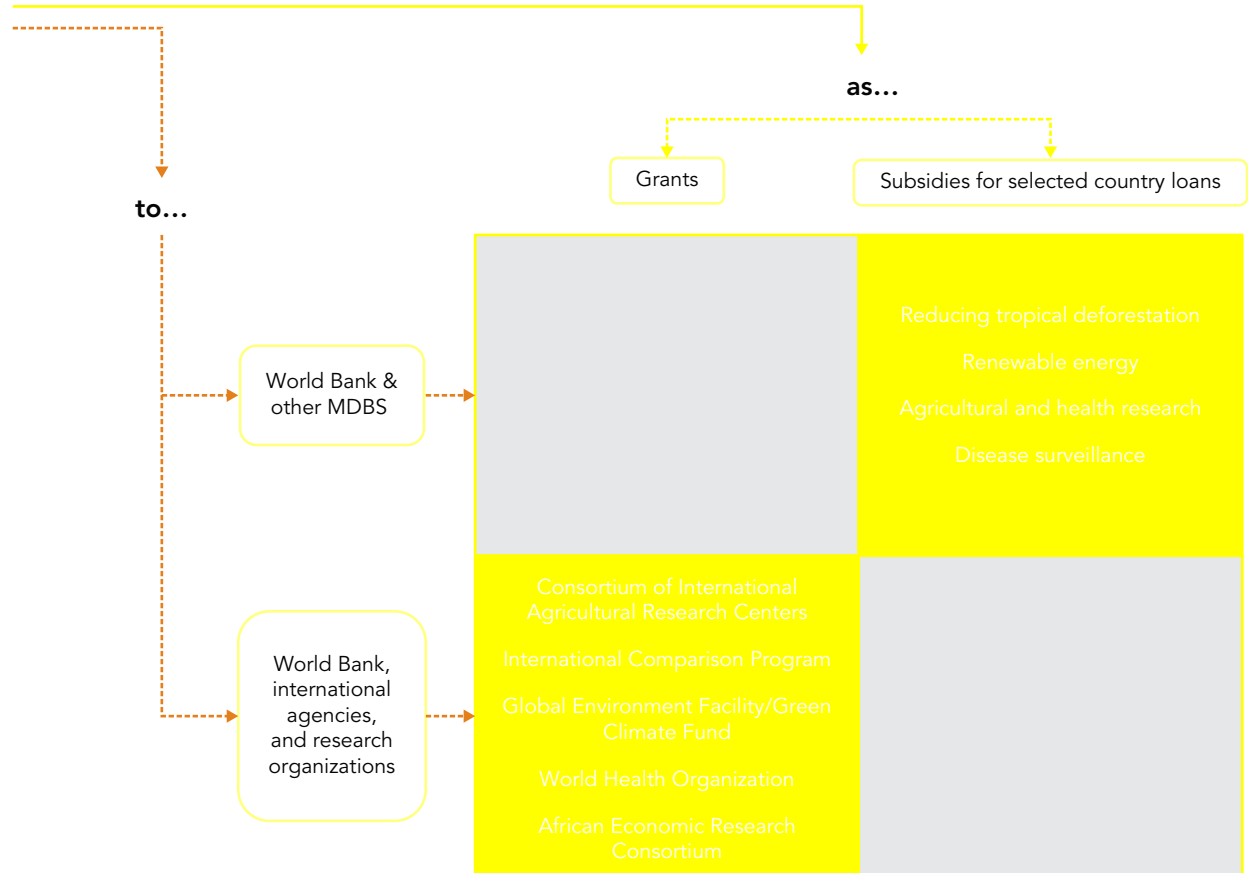 as...
Grants
Subsidies for selected country loans
to...
World Bank &
other MDBS
Reducing tropical deforestation
Renewable energy
Agricultural and health research
Disease surveillance
World Bank,
international
agencies,
and research
organizations
Consortium of International
Agricultural Research Centers
International Comparison Program
Global Environment Facility/Green
Climate Fund
World Health Organization
African Economic Research
Consortium